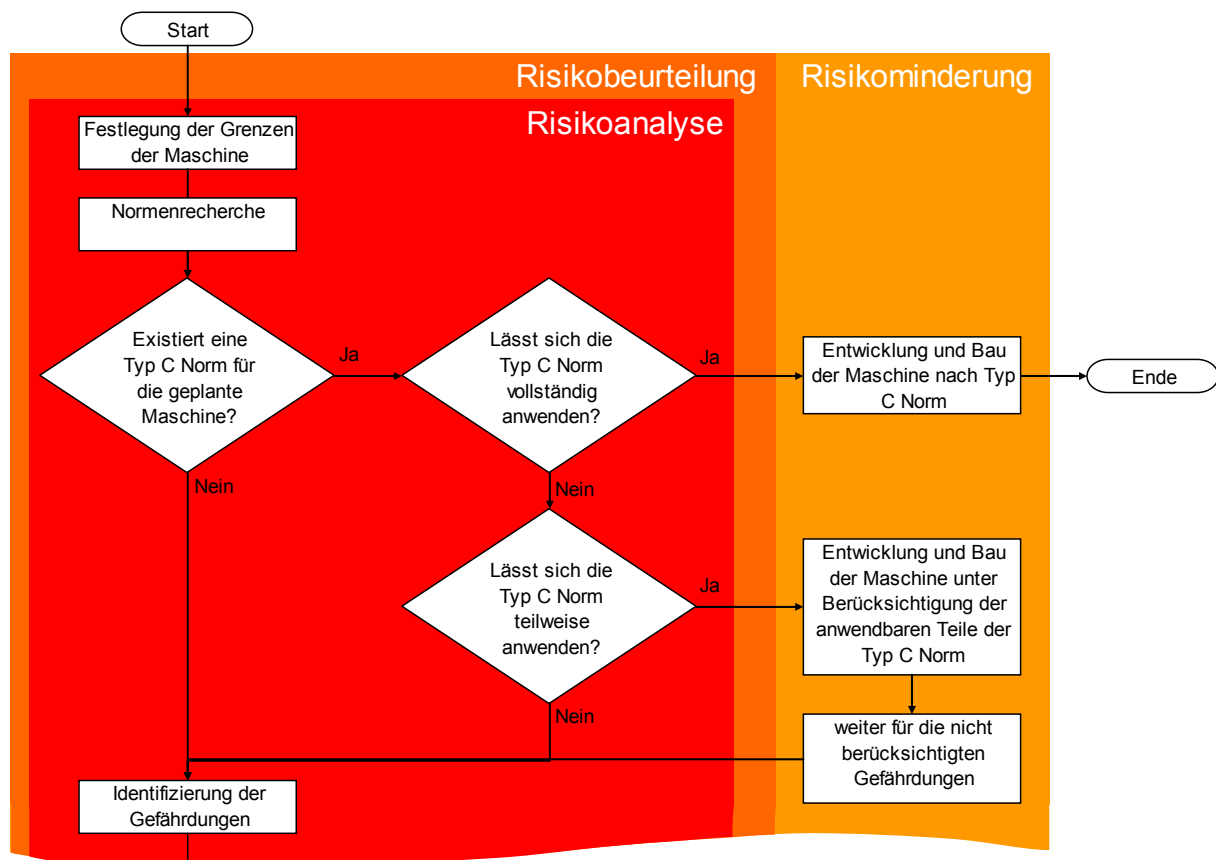 Start
Risikobeurteilung
Risikominderung
Risikoanalyse
Festlegung der Grenzen
der Maschine
Normenrecherche
Existiert eine
Typ C Norm für
die geplante
Maschine?
Ja
Lässt sich die
Typ C Norm
vollständig
anwenden?
Ja
Entwicklung und Bau
der Maschine nach Typ
C Norm
Ende
Nein
Nein
Lässt sich die
Typ C Norm
teilweise
anwenden?
Ja
Entwicklung und Bau
der Maschine unter
Berücksichtigung der
anwendbaren Teile der
Typ C Norm
Nein
weiter für die nicht
berücksichtigten
Gefährdungen
Identifizierung der
Gefährdungen